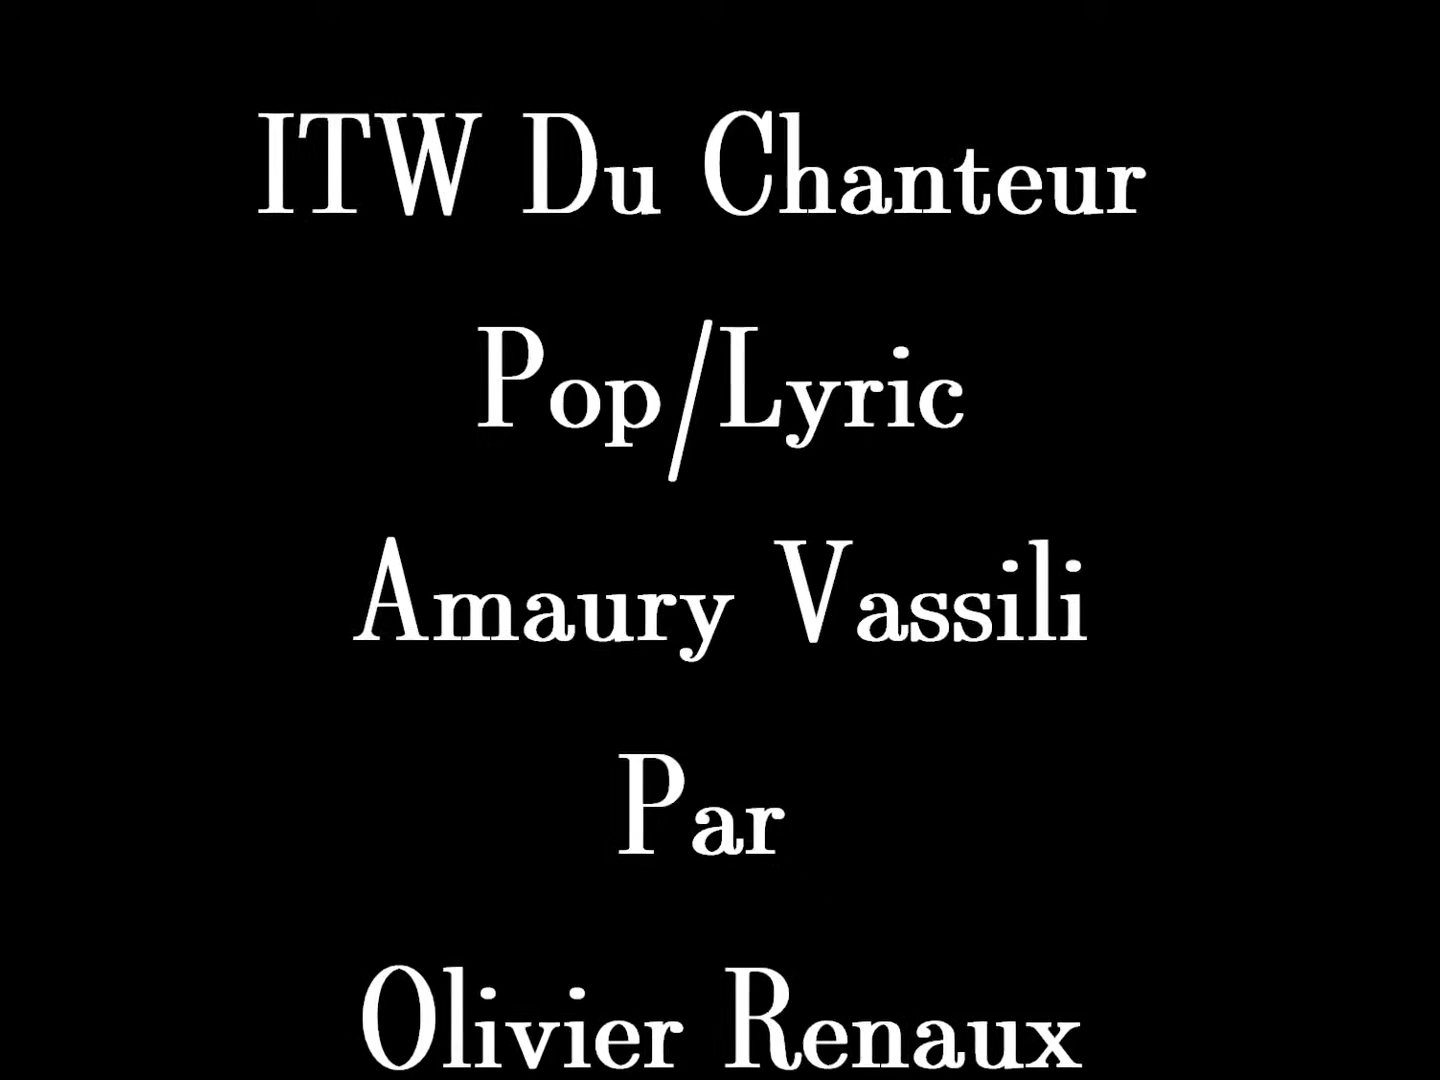 ITW Du Chanteur
Pop/Lyric
Amaury Vassili
Par
Olivier Renaux